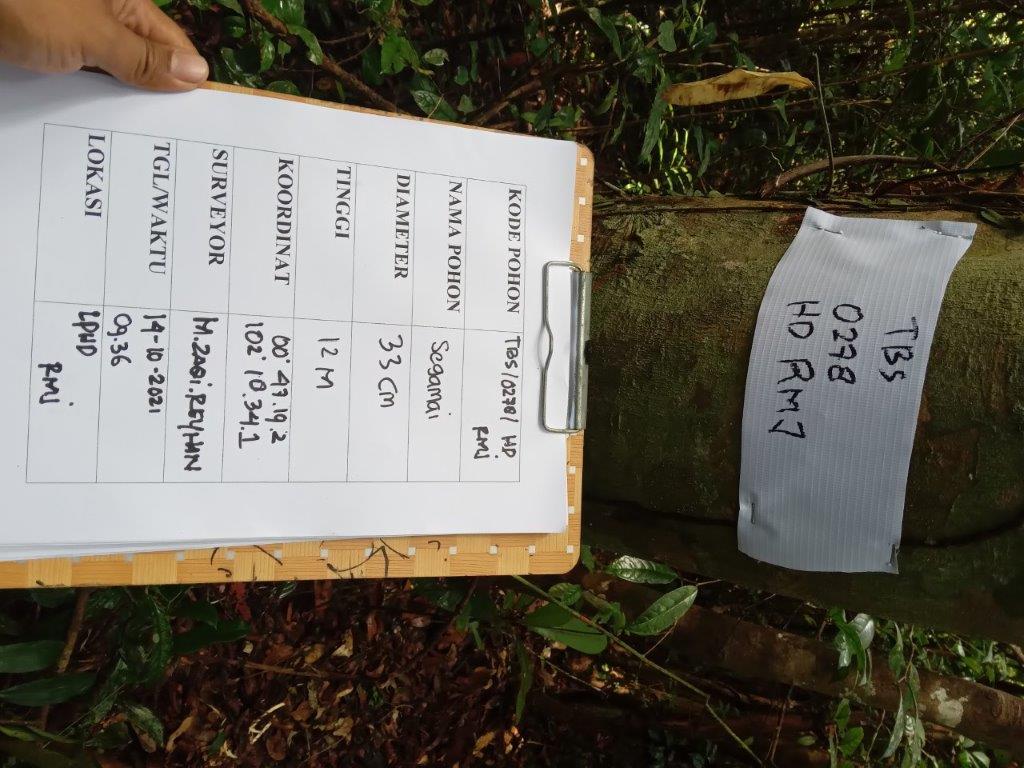 TBS
0278
HD RMJ
KODE POHON TBS/0278/ HD
RMJ
NAMA POHON Segamai
DIAMETER 33 CM
TINGGI 12 M
KOORDINAT 00° 47.19.2
102° 10.34.1
SURVEYOR M.ZAQI.REYHAN
TGL/WAKTU 14-10-2021
09.36
LOKASI LPHD
RMJ